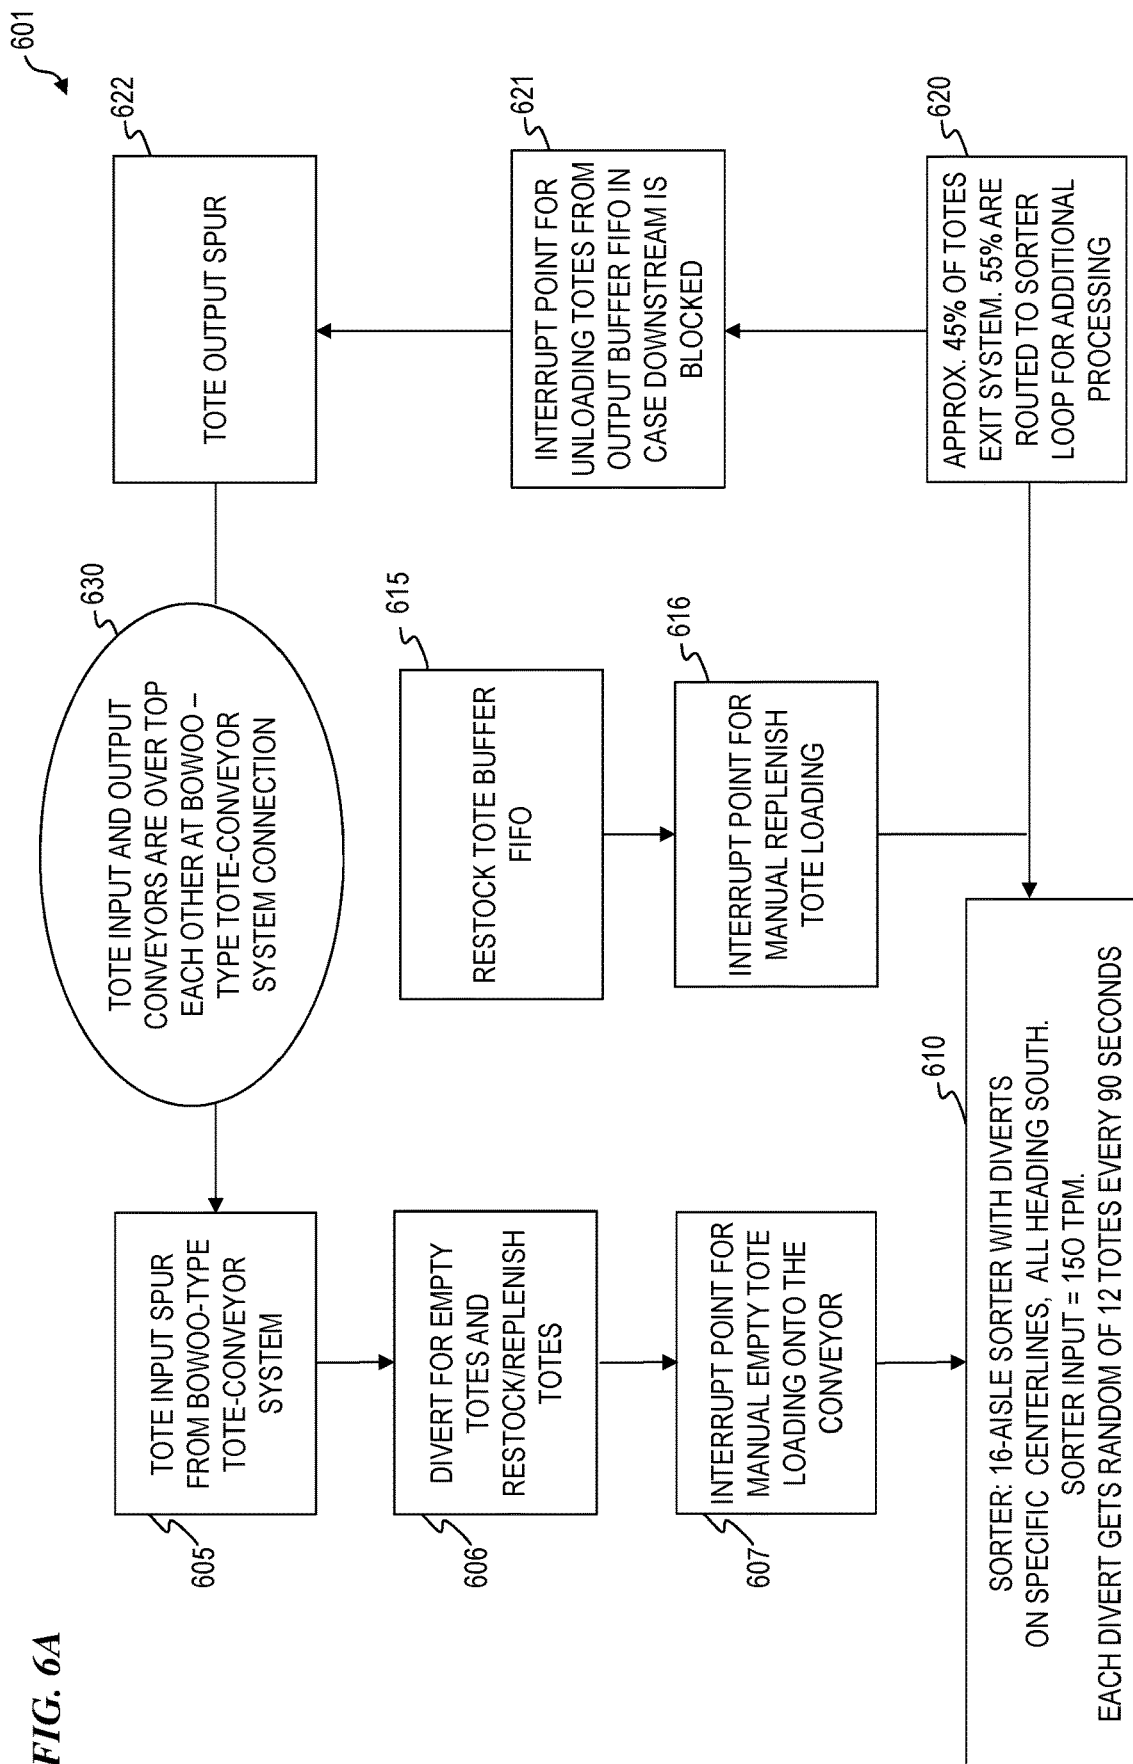 FIG. 6A
601
TOTE INPUT AND OUTPUT
CONVEYORS ARE OVER TOP
EACH OTHER AT BOWOO –
TYPE TOTE-CONVEYOR
SYSTEM CONNECTION
630
TOTE INPUT SPUR
FROM BOWOO-TYPE
TOTE-CONVEYOR
SYSTEM
605
DIVERT FOR EMPTY
TOTES AND
RESTOCK/REPLENISH
TOTES
606
INTERRUPT POINT FOR
MANUAL EMPTY TOTE
LOADING ONTO THE
CONVEYOR
607
RESTOCK TOTE BUFFER
FIFO
615
INTERRUPT POINT FOR
MANUAL REPLENISH
TOTE LOADING
616
TOTE OUTPUT SPUR
622
INTERRUPT POINT FOR
UNLOADING TOTES FROM
OUTPUT BUFFER FIFO IN
CASE DOWNSTREAM IS
BLOCKED
621
APPROX. 45% OF TOTES
EXIT SYSTEM. 55% ARE
ROUTED TO SORTER
LOOP FOR ADDITIONAL
PROCESSING
620
610
SORTER: 16-AISLE SORTER WITH DIVERTS
ON SPECIFIC CENTERLINES, ALL HEADING SOUTH.
SORTER INPUT = 150 TPM.
EACH DIVERT GETS RANDOM OF 12 TOTES EVERY 90 SECONDS